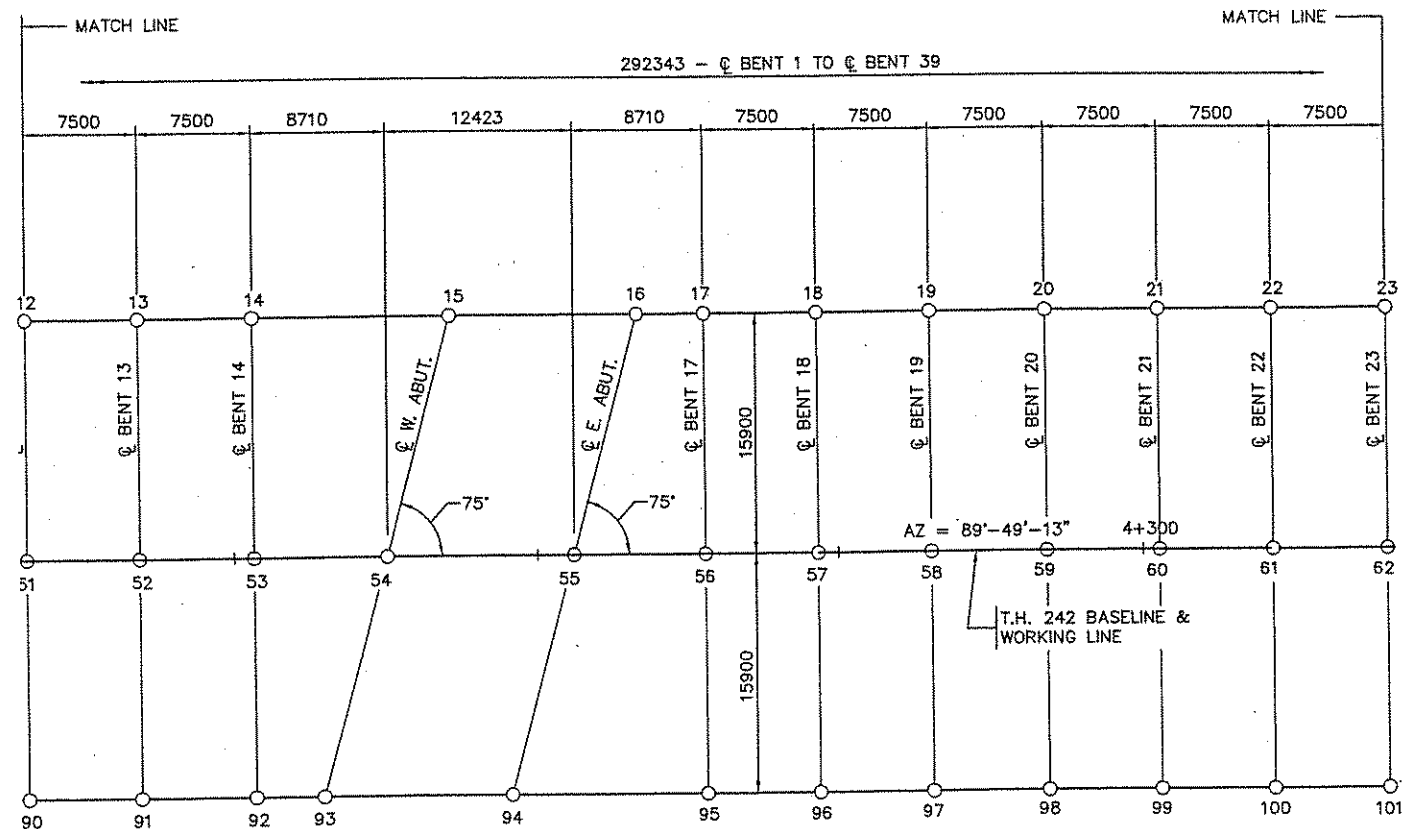 MATCH LINE
MATCH LINE
292343 - ℄ BENT 1 TO ℄ BENT 39
7500 7500 8710 12423 8710 7500 7500 7500 7500 7500 7500
12 13 14 15 16 17 18 19 20 21 22 23
℄ BENT 13
℄ BENT 14
℄ W. ABUT.
℄ E. ABUT.
℄ BENT 17
15900
℄ BENT 18
℄ BENT 19
℄ BENT 20
℄ BENT 21
℄ BENT 22
℄ BENT 23
75°
75°
AZ = 89°-49'-13"
4+300
51 52 53 54 55 56 57 58 59 60 61 62
T.H. 242 BASELINE &
WORKING LINE
15900
90 91 92 93 94 95 96 97 98 99 100 101